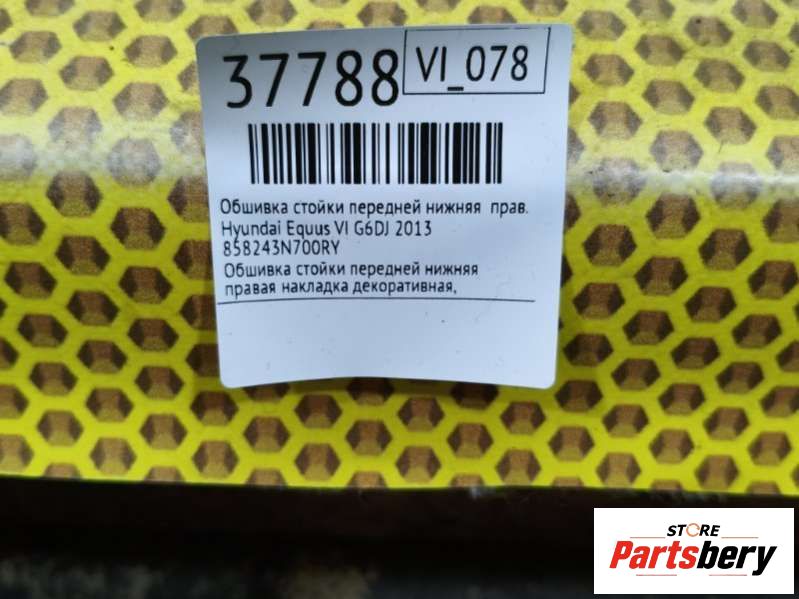 37788
VI_078
Обшивка стойки передней нижняя прав.
Hyundai Equus VI G6DJ 2013
858243N700RY
Обшивка стойки передней нижняя
правая накладка декоративная,
STORE
Partsbery